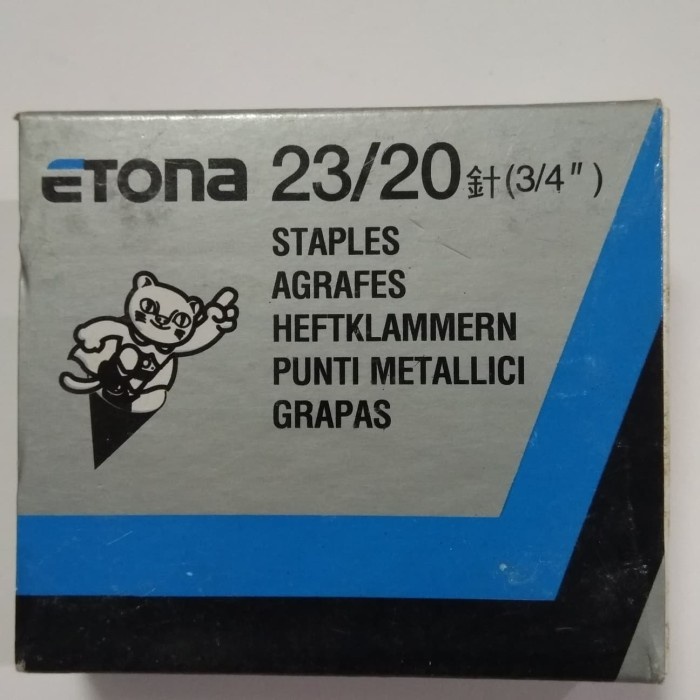 ETONA 23/20 針(3/4")
STAPLES
AGRAFES
HEFTKLAMMERN
PUNTI METALLICI
GRAPAS